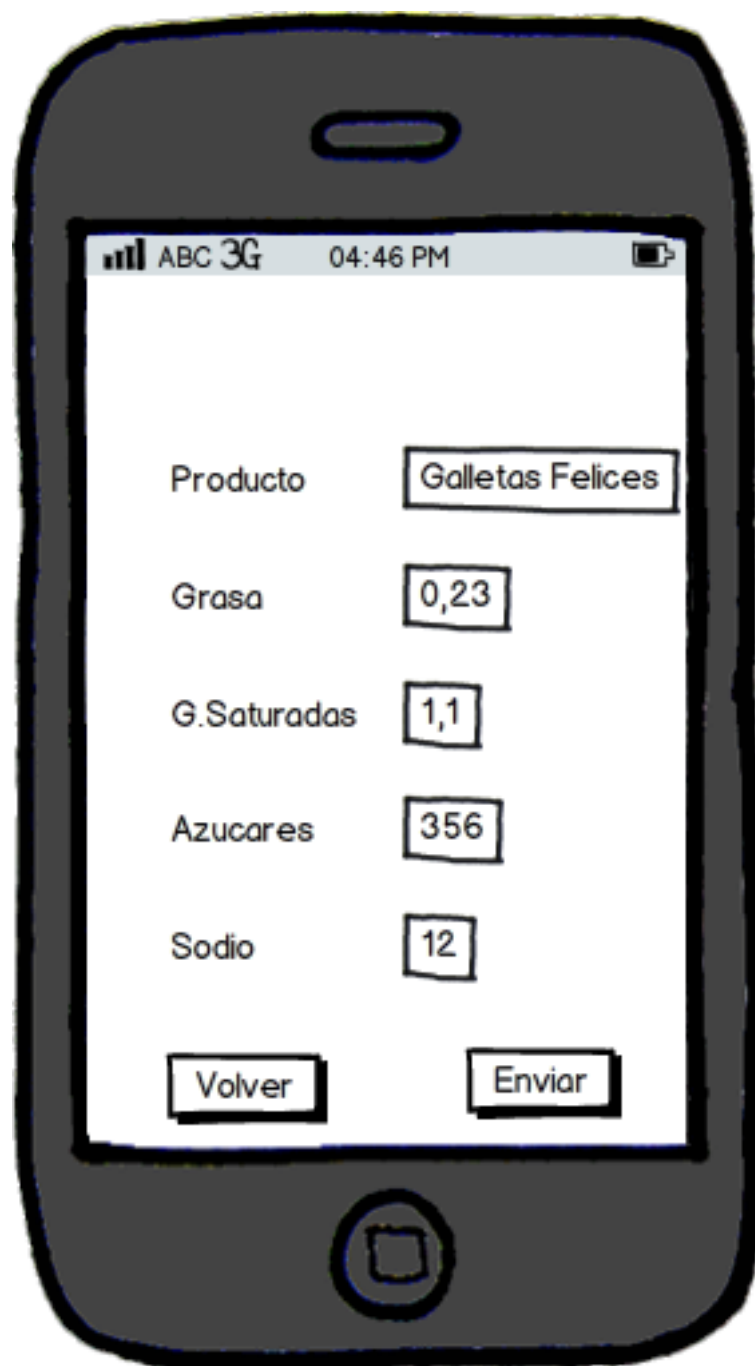 ABC 3G 04:46 PM
Producto Galletas Felices
Grasa 0,23
G.Saturadas 1,1
Azucares 356
Sodio 12
Volver Enviar